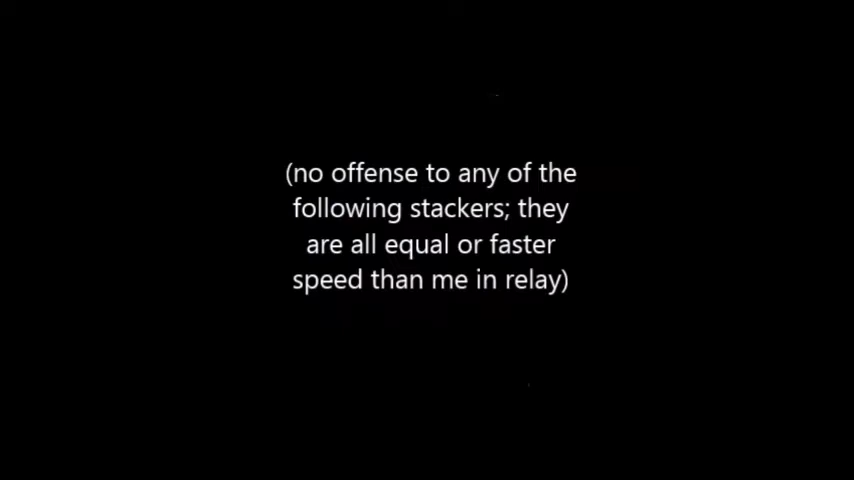 (no offense to any of the
following stackers; they
are all equal or faster
speed than me in relay)